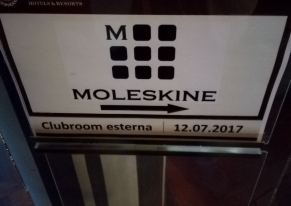 HOTELS & RESORTS
M
MOLESKINE
Clubroom esterna | 12.07.2017